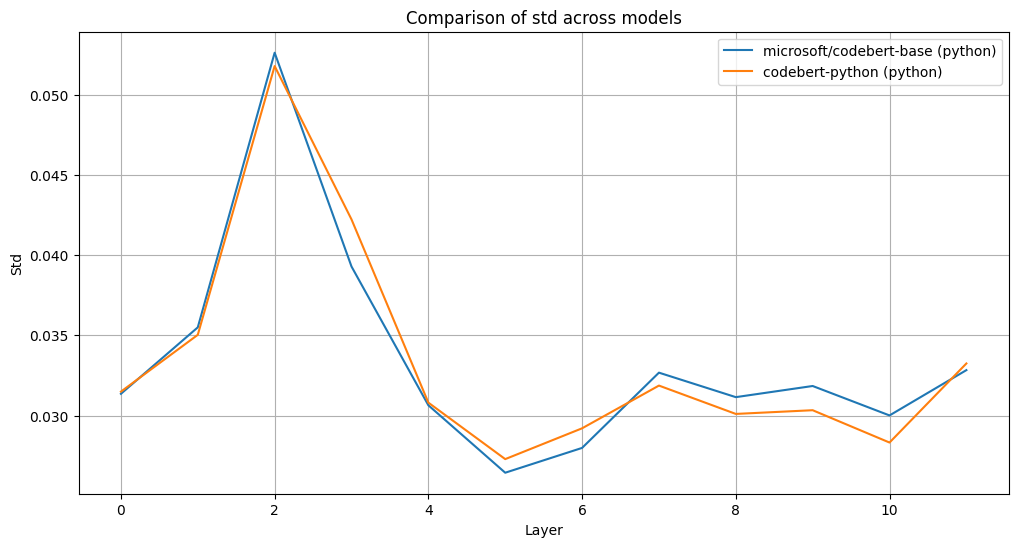 Comparison of std across models
microsoft/codebert-base (python)
codebert-python (python)
Std
0.050
0.045
0.040
0.035
0.030
0 2 4 6 8 10
Layer